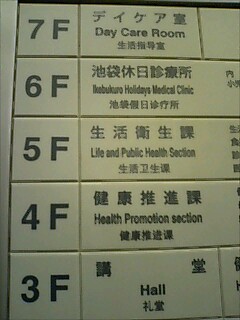 7F
デイケア室
Day Care Room
生活指导室
6F
池袋休日診療所
Ikebukuro Holidays Medical Clinic
池袋假日诊疗所
内
小児
5F
生活衛生課
Life and Public Health Section
生活卫生课
4F
健康推進課
Health Promotion section
健康推进课
3F
講堂
Hall
礼堂